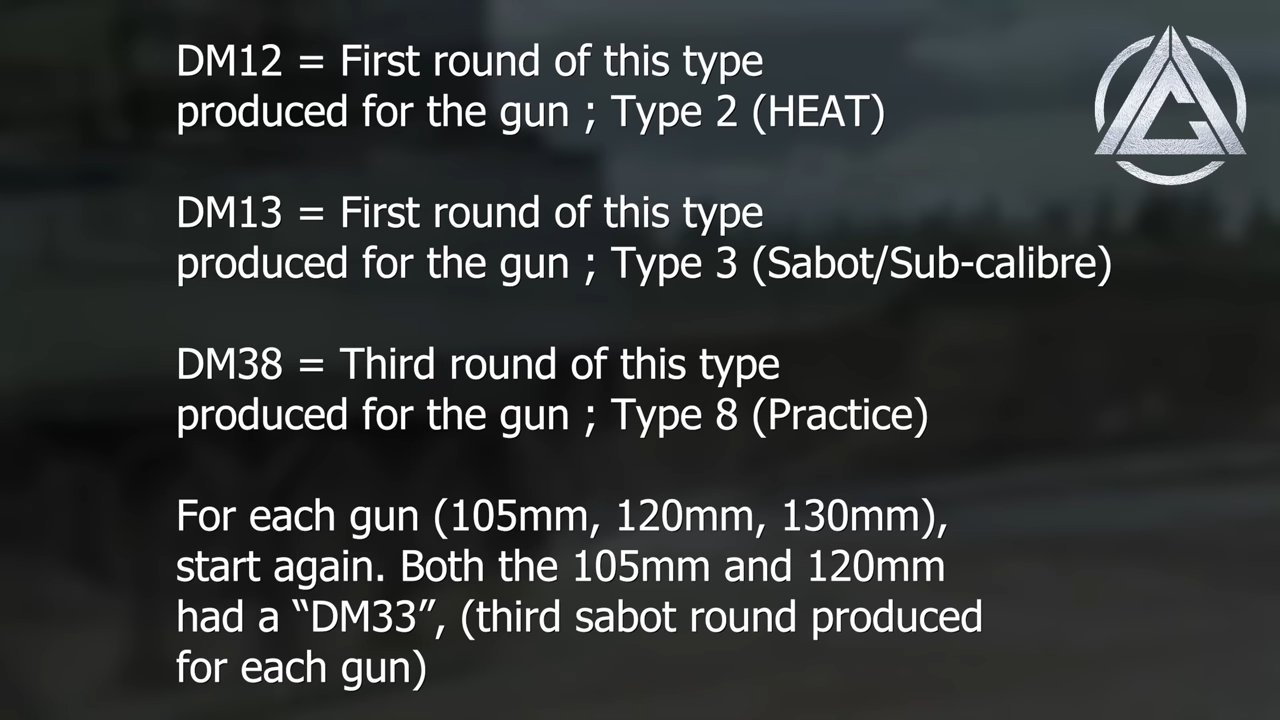 DM12 = First round of this type
produced for the gun ; Type 2 (HEAT)
DM13 = First round of this type
produced for the gun ; Type 3 (Sabot/Sub-calibre)
DM38 = Third round of this type
produced for the gun ; Type 8 (Practice)
For each gun (105mm, 120mm, 130mm),
start again. Both the 105mm and 120mm
had a “DM33”, (third sabot round produced
for each gun)